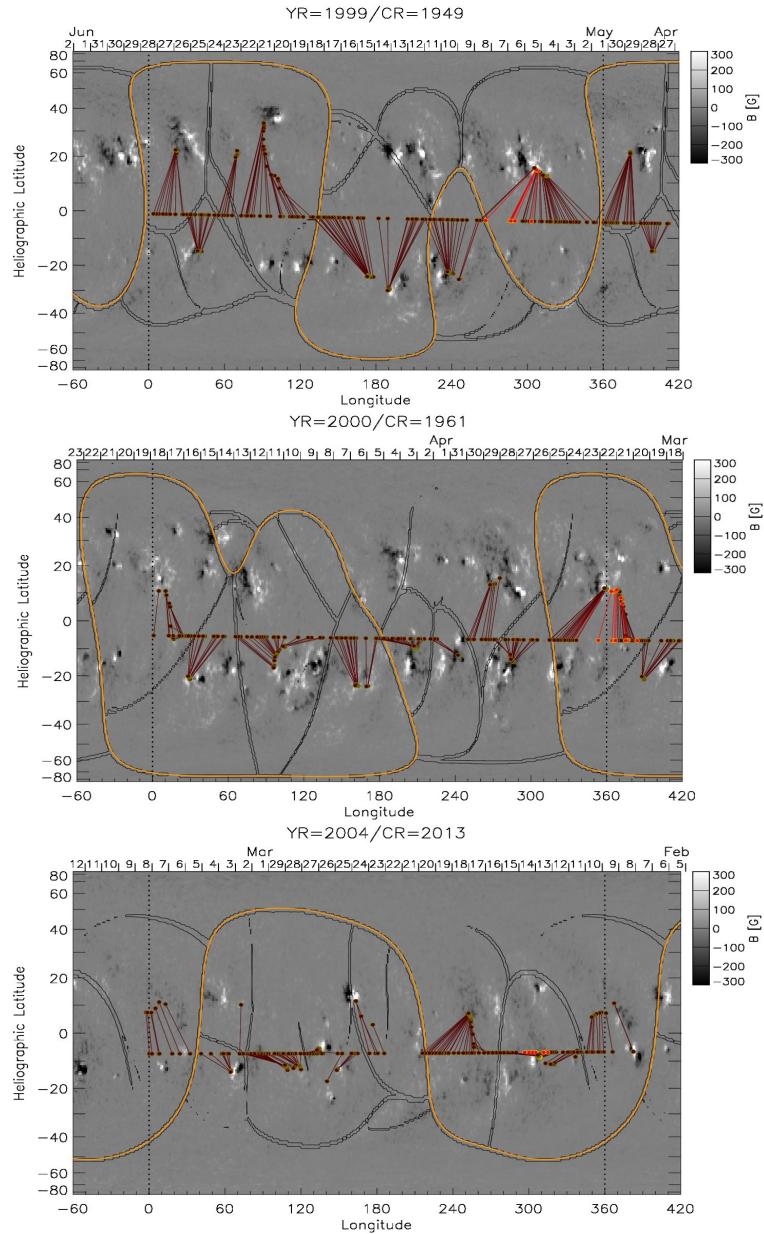 YR=1999/CR=1949
Jun May Apr
2 1 31 30 29 28 27 26 25 24 23 22 21 20 19 18 17 16 15 14 13 12 11 10 9 8 7 6 5 4 3 2 1 30 29 28 27
80
60
40
20
0
-20
-40
-60
-80
Heliographic Latitude
-60 0 60 120 180 240 300 360 420
Longitude
300
200
100
0
-100
-200
-300
B [G]
YR=2000/CR=1961
Apr Mar
23 22 21 20 19 18 17 16 15 14 13 12 11 10 9 8 7 6 5 4 3 2 1 31 30 29 28 27 26 25 24 23 22 21 20 19 18
80
60
40
20
0
-20
-40
-60
-80
Heliographic Latitude
-60 0 60 120 180 240 300 360 420
Longitude
300
200
100
0
-100
-200
-300
B [G]
YR=2004/CR=2013
Mar Feb
12 11 10 9 8 7 6 5 4 3 2 1 29 28 27 26 25 24 23 22 21 20 19 18 17 16 15 14 13 12 11 10 9 8 7 6 5
80
60
40
20
0
-20
-40
-60
-80
Heliographic Latitude
-60 0 60 120 180 240 300 360 420
Longitude
300
200
100
0
-100
-200
-300
B [G]